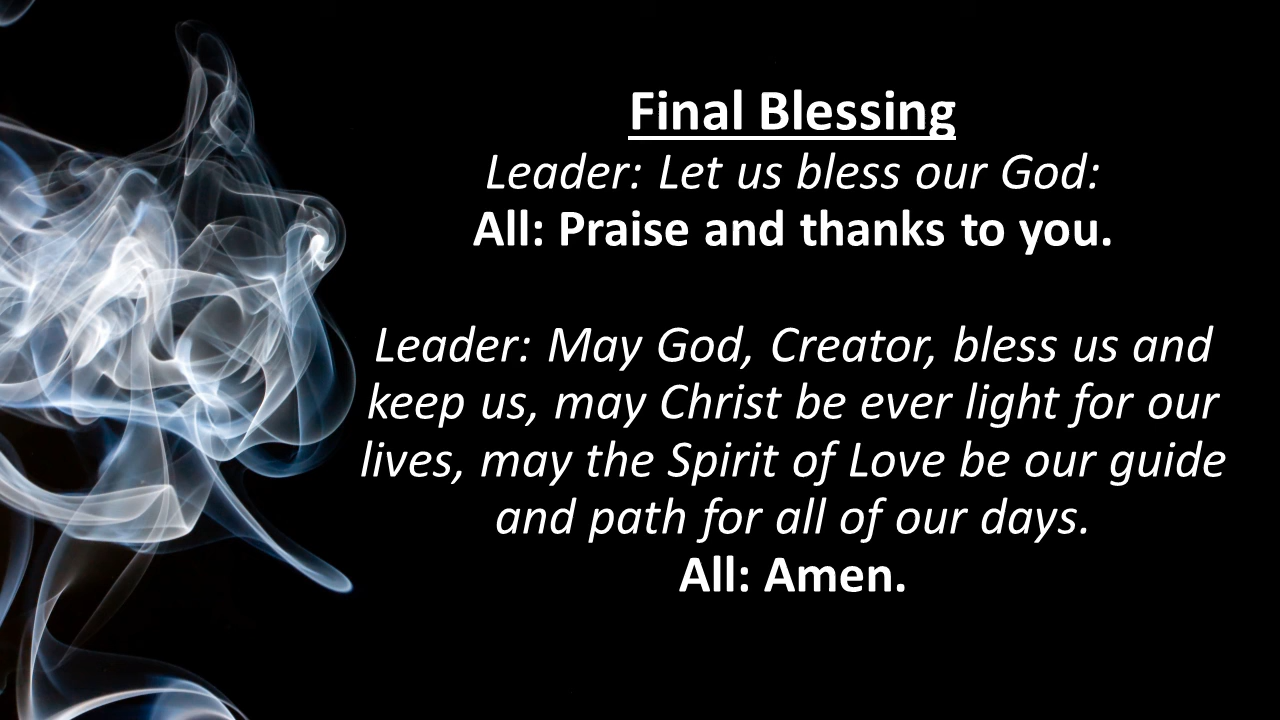 Final Blessing
Leader: Let us bless our God:
All: Praise and thanks to you.
Leader: May God, Creator, bless us and
keep us, may Christ be ever light for our
lives, may the Spirit of Love be our guide
and path for all of our days.
All: Amen.